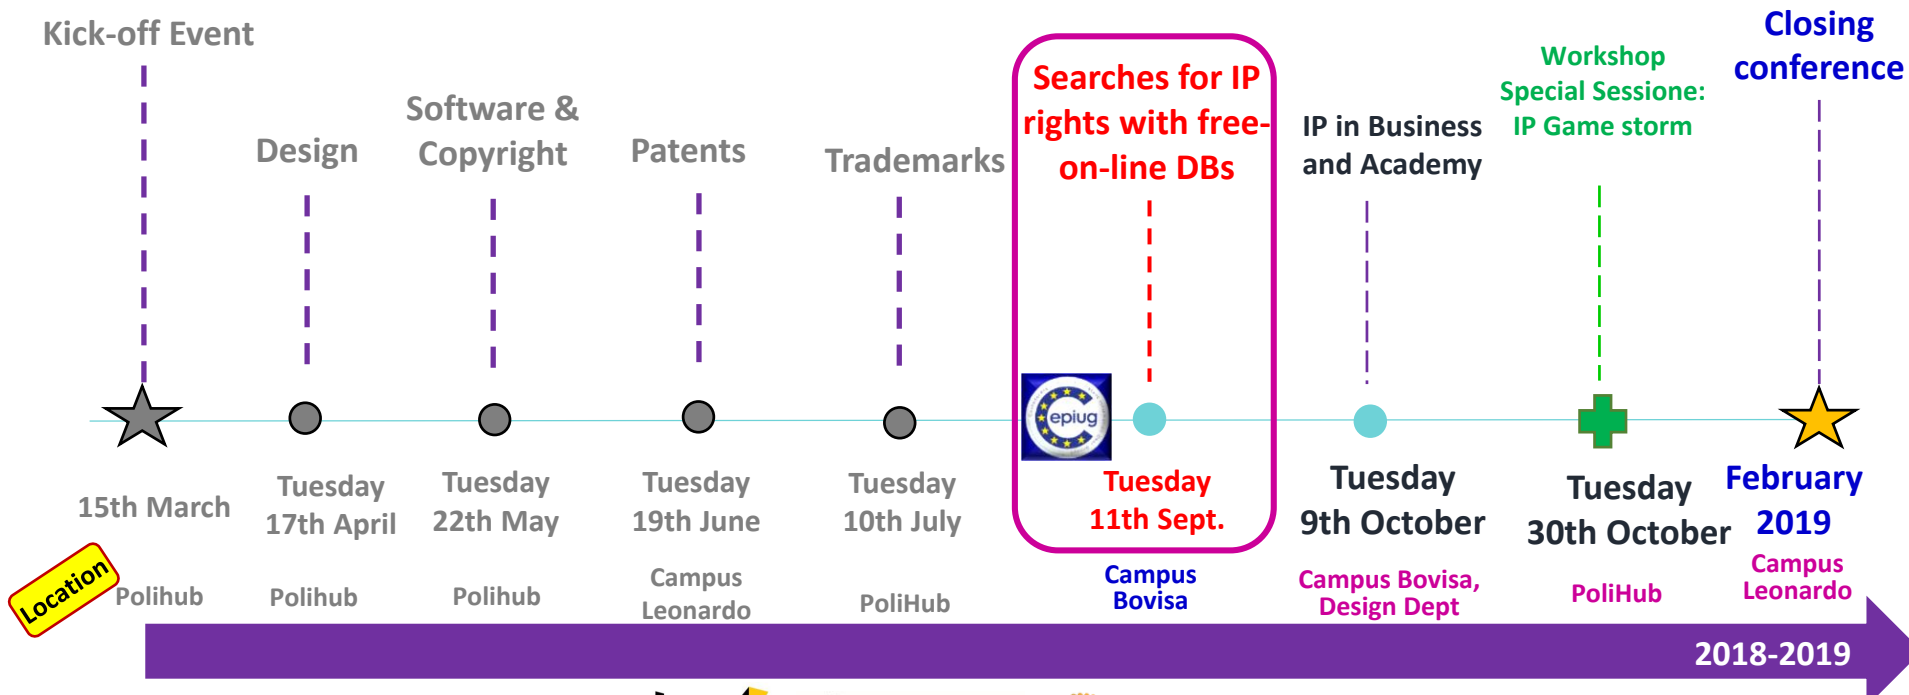 Kick-off Event
Design
Software &
Copyright
Patents
Trademarks
Searches for IP
rights with free-
on-line DBs
IP in Business
and Academy
Workshop
Special Sessione:
IP Game storm
Closing
conference
epiug
15th March
Tuesday
17th April
Tuesday
22th May
Tuesday
19th June
Tuesday
10th July
Tuesday
11th Sept.
Tuesday
9th October
Tuesday
30th October
February
2019
Location
Polihub
Polihub
Polihub
Campus
Leonardo
PoliHub
Campus
Bovisa
Campus Bovisa,
Design Dept
PoliHub
Campus
Leonardo
2018-2019